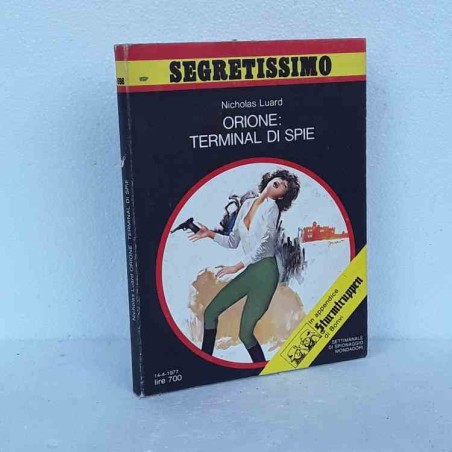 SEGRETISSIMO
Nicholas Luard
ORIONE:
TERMINAL DI SPIE
in appendice
Sturmtruppen
di Bonvi
SETTIMANALE
DI SPIONAGGIO
MONDADORI
14-4-1977
lire 700
Nicholas Luard ORIONE: TERMINAL DI SPIE